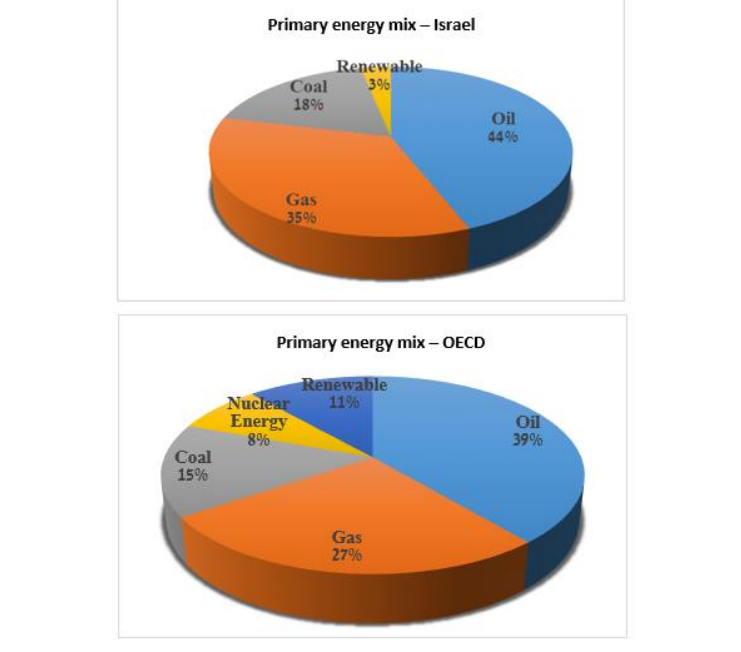 Primary energy mix – Israel
Renewable
3%
Coal
18%
Oil
44%
Gas
35%
Primary energy mix – OECD
Renewable
11%
Nuclear
Energy
8%
Oil
39%
Coal
15%
Gas
27%